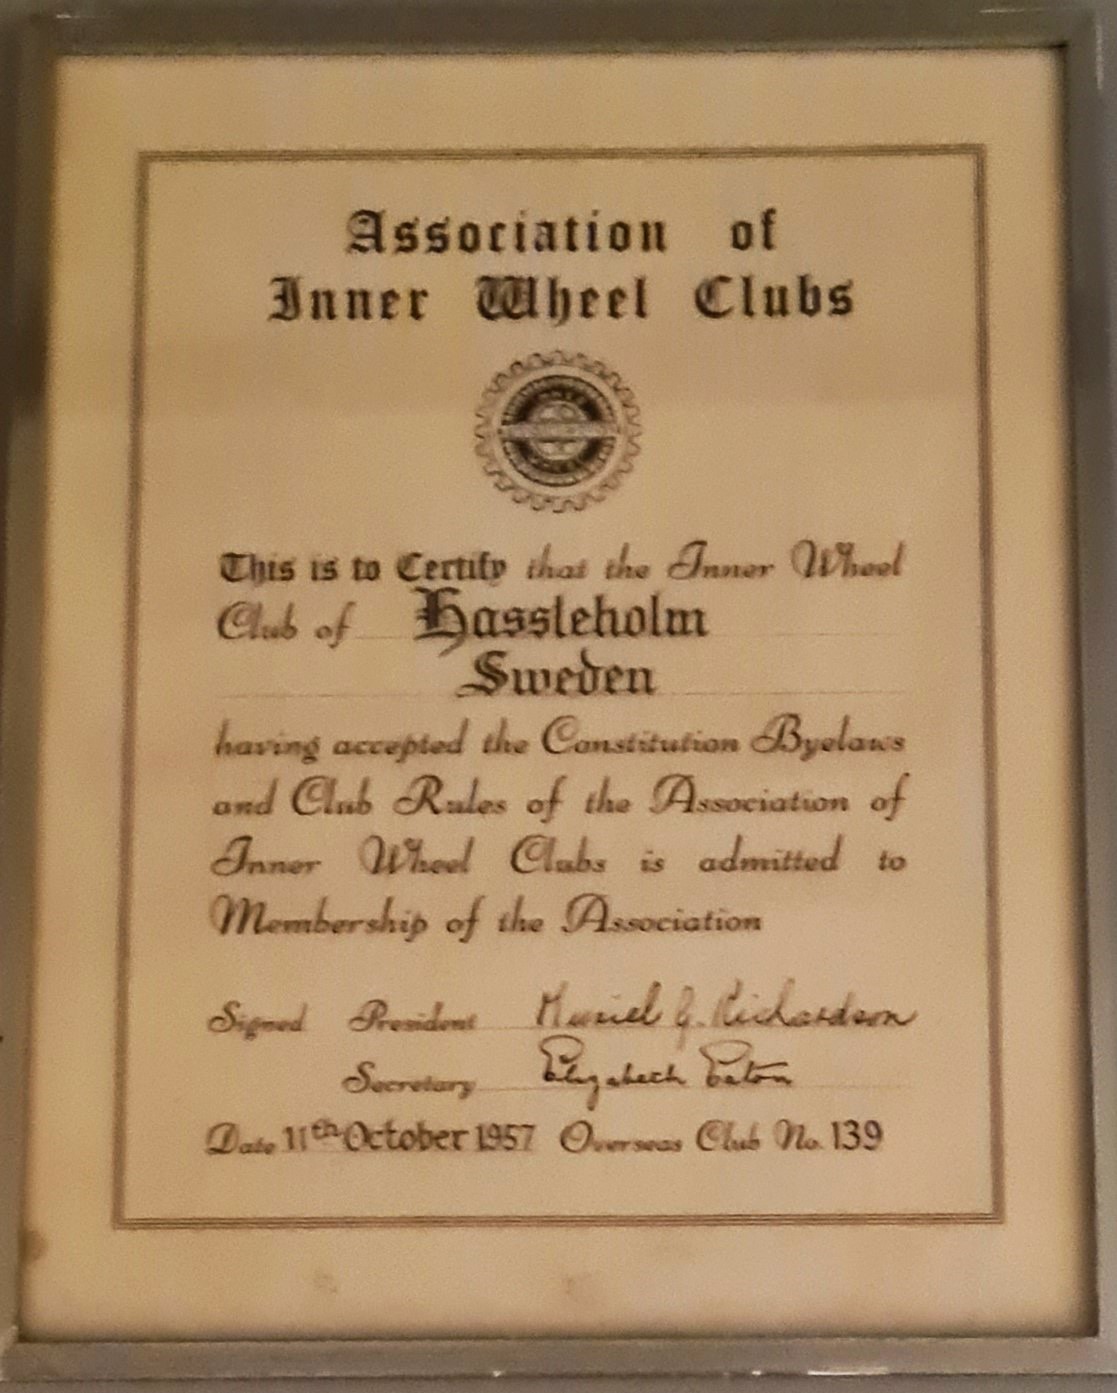 Association of
Inner Wheel Clubs
This is to Certify that the Inner Wheel
Club of Hassleholm
Sweden
having accepted the Constitution Byelaws
and Club Rules of the Association of
Inner Wheel Clubs is admitted to
Membership of the Association
Signed President Muriel G. Richardson
Secretary Elizabeth Eaton
Date 11th October 1957 Overseas Club No. 139